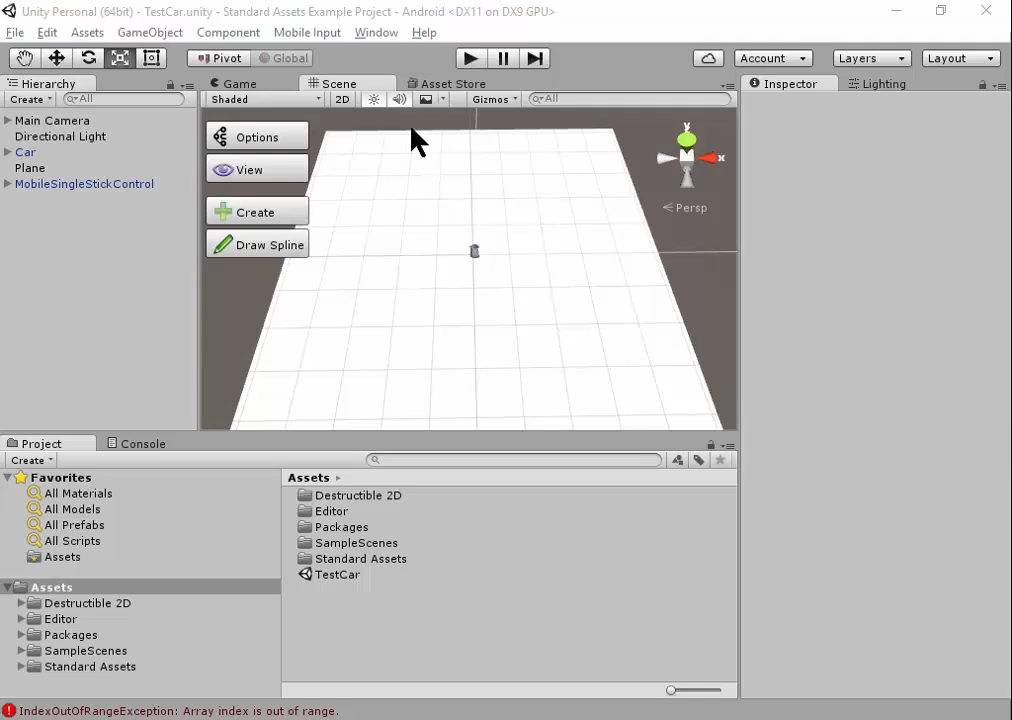 Unity Personal (64bit) - TestCar.unity - Standard Assets Example Project - Android <DX11 on DX9 GPU>
File Edit Assets GameObject Component Mobile Input Window Help
Pivot Global Account Layers Layout
Hierarchy Game Scene Asset Store Inspector Lighting
Create All Shaded 2D Gizmos All
Main Camera
Directional Light
Car
Plane
MobileSingleStickControl
Options
View
Create
Draw Spline
y
x
Persp
Project Console
Create
Favorites
All Materials
All Models
All Prefabs
All Scripts
Assets
Assets
Destructible 2D
Editor
Packages
SampleScenes
Standard Assets
Assets
Destructible 2D
Editor
Packages
SampleScenes
Standard Assets
TestCar
IndexOutOfRangeException: Array index is out of range.